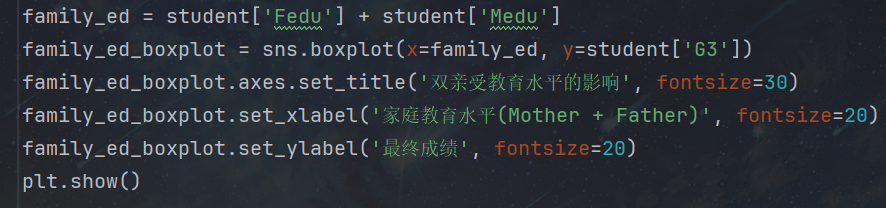 family_ed = student['Fedu'] + student['Medu']
family_ed_boxplot = sns.boxplot(x=family_ed, y=student['G3'])
family_ed_boxplot.axes.set_title('双亲受教育水平的影响', fontsize=30)
family_ed_boxplot.set_xlabel('家庭教育水平(Mother + Father)', fontsize=20)
family_ed_boxplot.set_ylabel('最终成绩', fontsize=20)
plt.show()